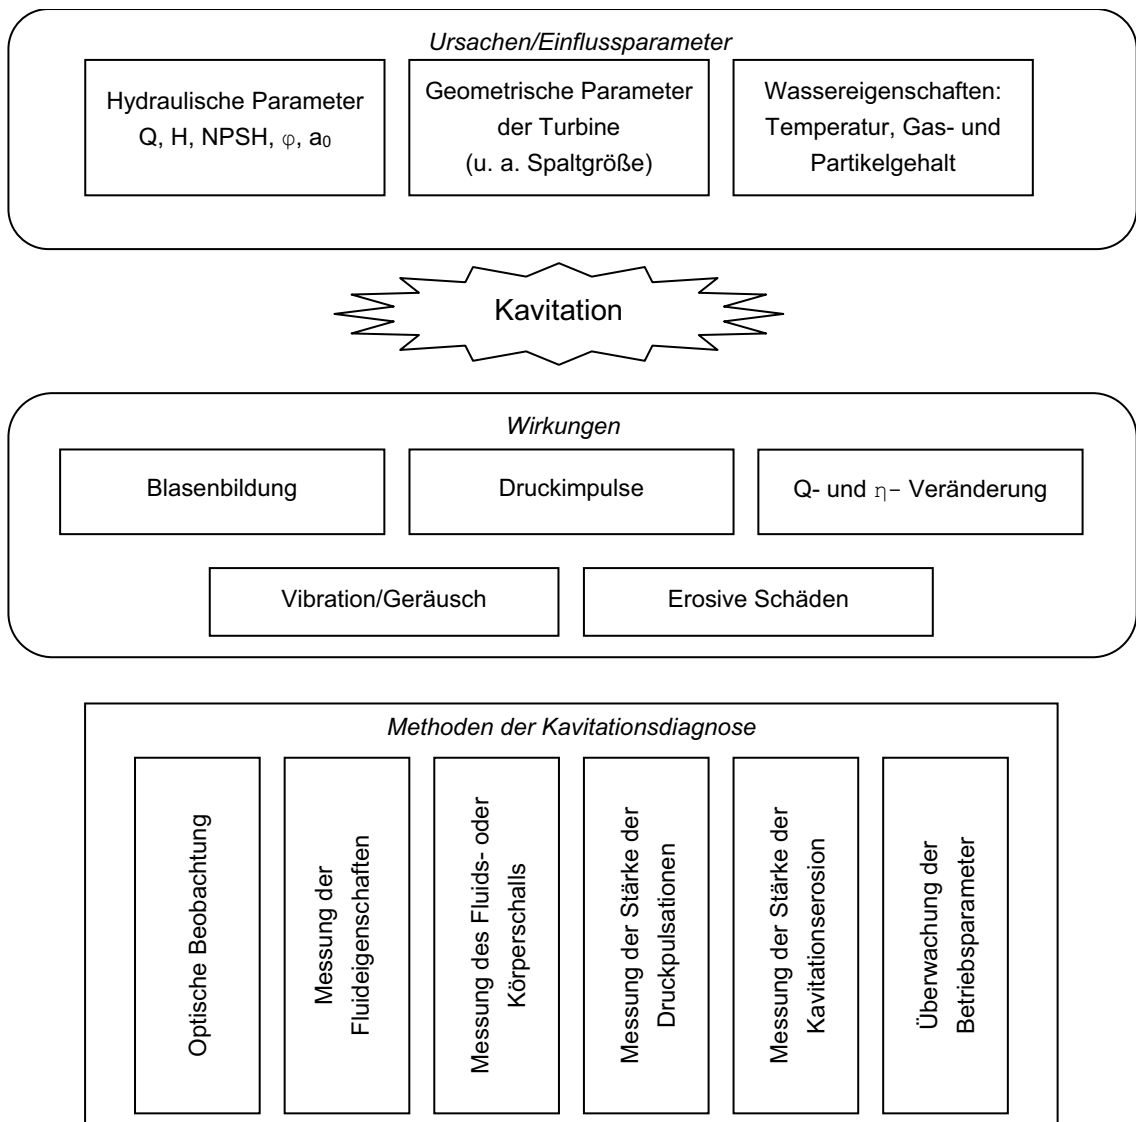 Ursachen/Einflussparameter
Hydraulische Parameter
Q, H, NPSH, φ, a₀
Geometrische Parameter
der Turbine
(u. a. Spaltgröße)
Wassereigenschaften:
Temperatur, Gas- und
Partikelgehalt
Kavitation
Wirkungen
Blasenbildung
Druckimpulse
Q- und η- Veränderung
Vibration/Geräusch
Erosive Schäden
Methoden der Kavitationsdiagnose
Optische Beobachtung
Messung der
Fluideigenschaften
Messung des Fluids- oder
Körperschalls
Messung der Stärke der
Druckpulsationen
Messung der Stärke der
Kavitationserosion
Überwachung der
Betriebsparameter